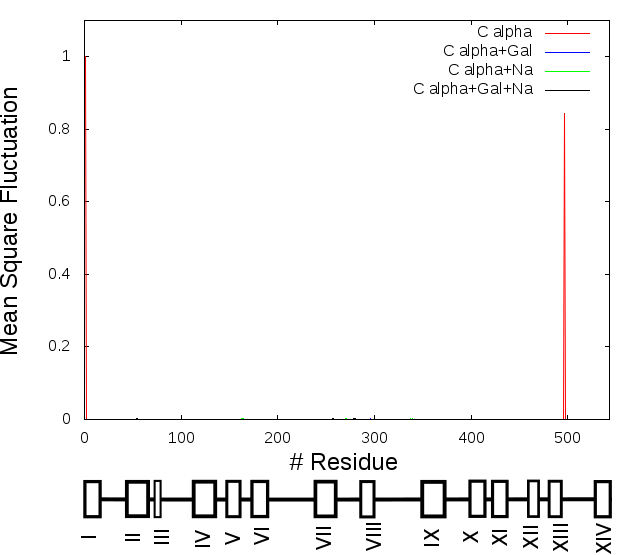 C alpha
C alpha+Gal
C alpha+Na
C alpha+Gal+Na
Mean Square Fluctuation
1
0.8
0.6
0.4
0.2
0
0 100 200 300 400 500
# Residue
I II III IV V VI VII VIII IX X XI XII XIII XIV